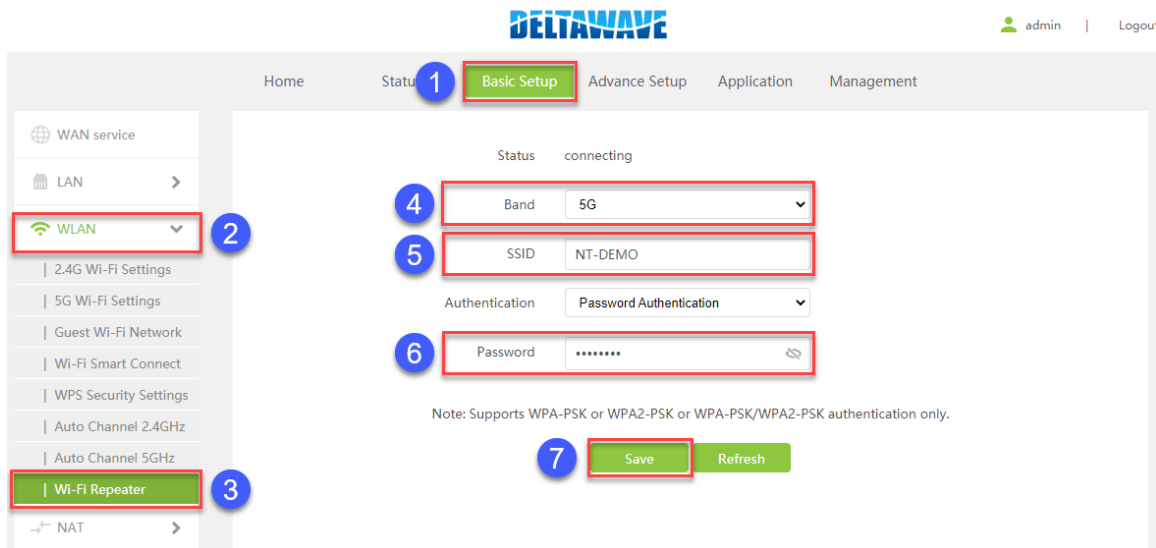 DELTAWAVE
admin | Logout
Home Statu 1 Basic Setup Advance Setup Application Management
WAN service
LAN
WLAN
2
| 2.4G Wi-Fi Settings
| 5G Wi-Fi Settings
| Guest Wi-Fi Network
| Wi-Fi Smart Connect
| WPS Security Settings
| Auto Channel 2.4GHz
| Auto Channel 5GHz
| Wi-Fi Repeater
3
NAT
Status connecting
4 Band 5G
5 SSID NT-DEMO
Authentication Password Authentication
6 Password ••••••••
Note: Supports WPA-PSK or WPA2-PSK or WPA-PSK/WPA2-PSK authentication only.
7 Save Refresh